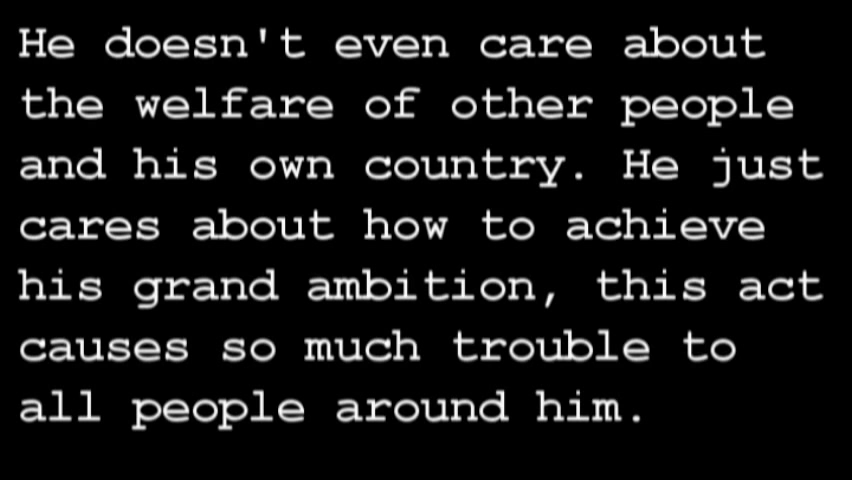 He doesn't even care about
the welfare of other people
and his own country. He just
cares about how to achieve
his grand ambition, this act
causes so much trouble to
all people around him.